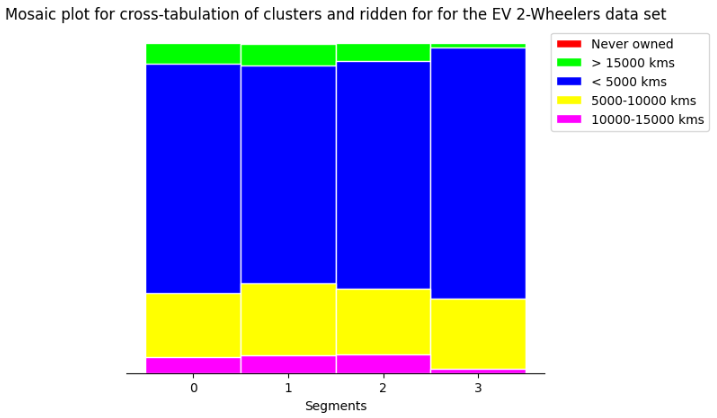 Mosaic plot for cross-tabulation of clusters and ridden for for the EV 2-Wheelers data set
Never owned
> 15000 kms
< 5000 kms
5000-10000 kms
10000-15000 kms
0 1 2 3
Segments